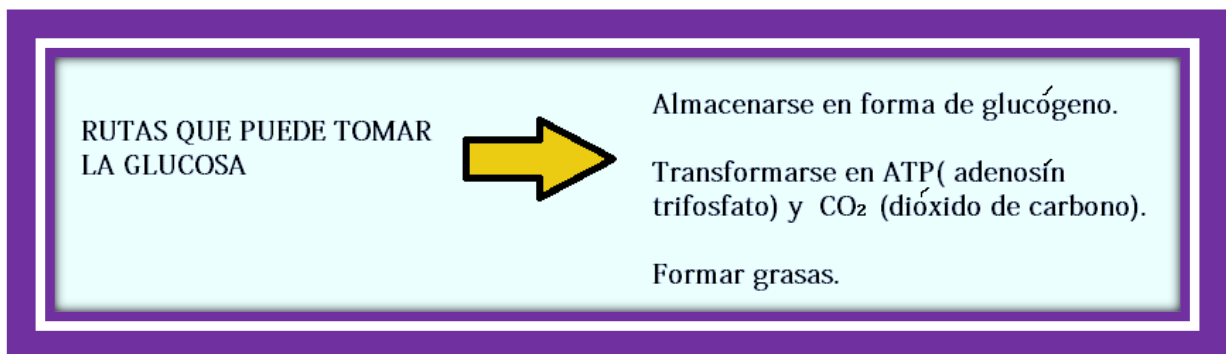 RUTAS QUE PUEDE TOMAR
LA GLUCOSA
Almacenarse en forma de glucógeno.
Transformarse en ATP( adenosín
trifosfato) y  CO₂ (dióxido de carbono).
Formar grasas.